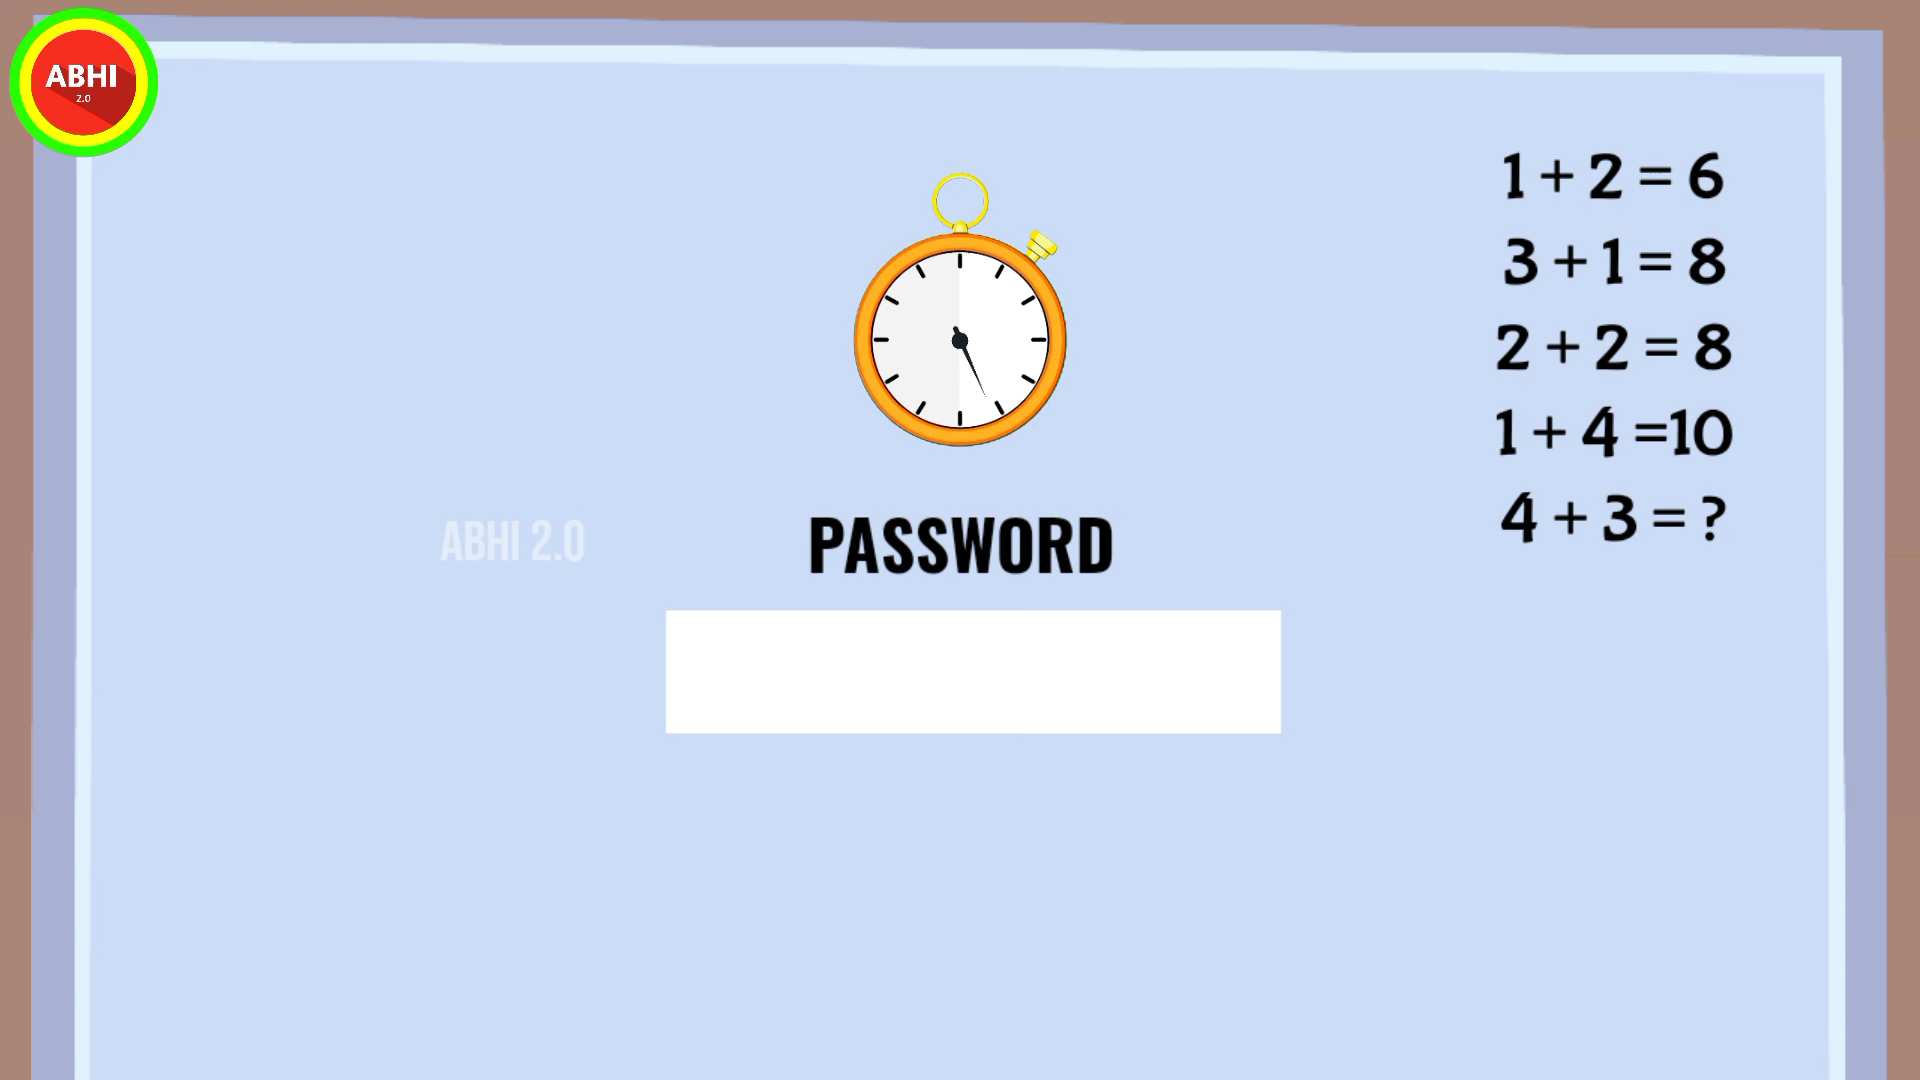 ABHI
2.0
1 + 2 = 6
3 + 1 = 8
2 + 2 = 8
1 + 4 =10
4 + 3 = ?
ABHI 2.0
PASSWORD